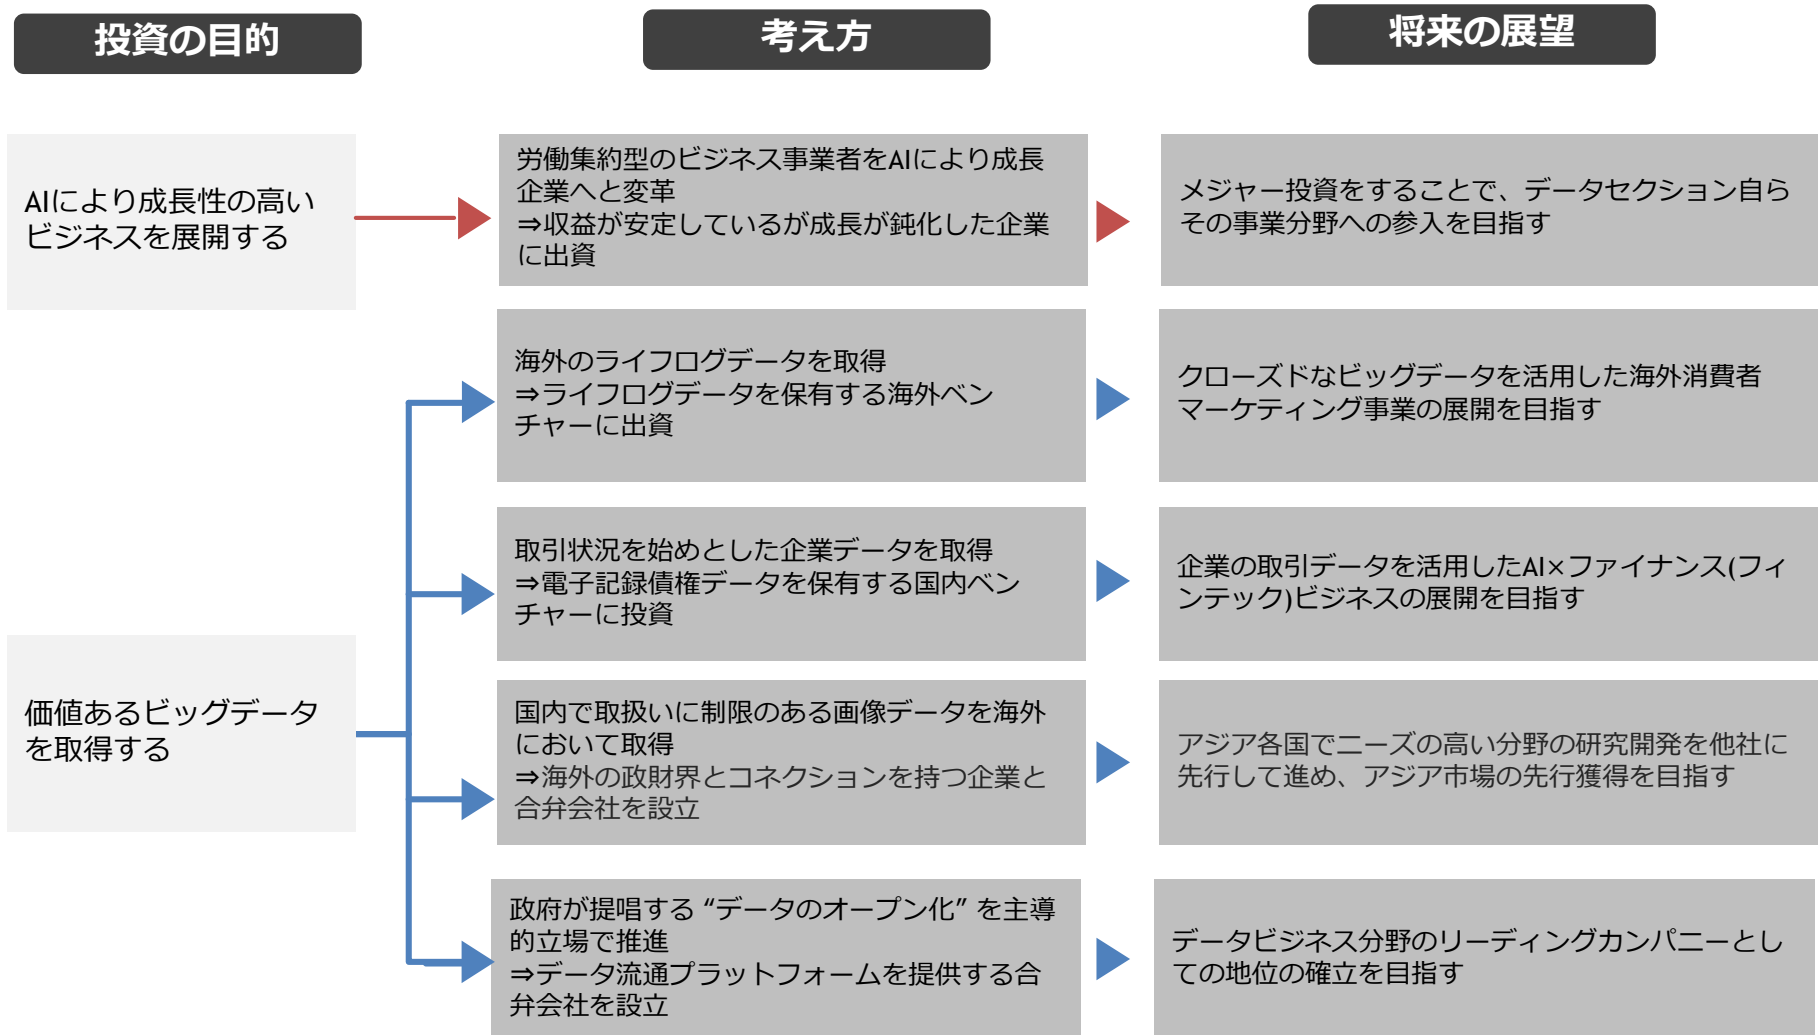 投資の目的
考え方
将来の展望
AIにより成長性の高い
ビジネスを展開する
労働集約型のビジネス事業者をAIにより成長
企業へと変革
⇒収益が安定しているが成長が鈍化した企業
に出資
メジャー投資をすることで、データセクション自ら
その事業分野への参入を目指す
価値あるビッグデータ
を取得する
海外のライフログデータを取得
⇒ライフログデータを保有する海外ベン
チャーに出資
クローズドなビッグデータを活用した海外消費者
マーケティング事業の展開を目指す
取引状況を始めとした企業データを取得
⇒電子記録債権データを保有する国内ベン
チャーに投資
企業の取引データを活用したAI×ファイナンス(フィ
ンテック)ビジネスの展開を目指す
国内で取扱いに制限のある画像データを海外
において取得
⇒海外の政財界とコネクションを持つ企業と
合弁会社を設立
アジア各国でニーズの高い分野の研究開発を他社に
先行して進め、アジア市場の先行獲得を目指す
政府が提唱する “データのオープン化” を主導
的立場で推進
⇒データ流通プラットフォームを提供する合
弁会社を設立
データビジネス分野のリーディングカンパニーとし
ての地位の確立を目指す